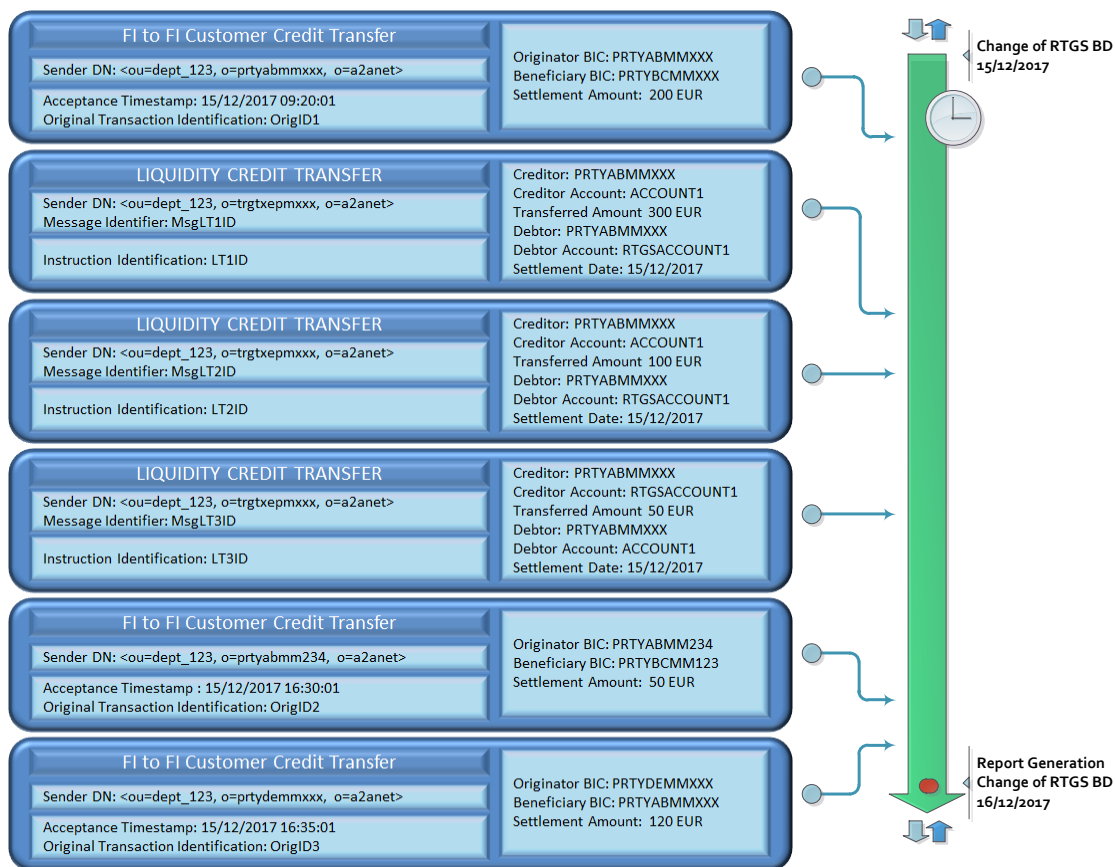 FI to FI Customer Credit Transfer
Sender DN: <ou=dept_123, o=prtyabmmxxx, o=a2anet>
Acceptance Timestamp: 15/12/2017 09:20:01
Original Transaction Identification: OrigID1
Originator BIC: PRTYABMMXXX
Beneficiary BIC: PRTYBCMMXXX
Settlement Amount: 200 EUR
Change of RTGS BD
15/12/2017
LIQUIDITY CREDIT TRANSFER
Sender DN: <ou=dept_123, o=trgtxepmxxx, o=a2anet>
Message Identifier: MsgLT1ID
Instruction Identification: LT1ID
Creditor: PRTYABMMXXX
Creditor Account: ACCOUNT1
Transferred Amount 300 EUR
Debtor: PRTYABMMXXX
Debtor Account: RTGSACCOUNT1
Settlement Date: 15/12/2017
LIQUIDITY CREDIT TRANSFER
Sender DN: <ou=dept_123, o=trgtxepmxxx, o=a2anet>
Message Identifier: MsgLT2ID
Instruction Identification: LT2ID
Creditor: PRTYABMMXXX
Creditor Account: ACCOUNT1
Transferred Amount 100 EUR
Debtor: PRTYABMMXXX
Debtor Account: RTGSACCOUNT1
Settlement Date: 15/12/2017
LIQUIDITY CREDIT TRANSFER
Sender DN: <ou=dept_123, o=trgtxepmxxx, o=a2anet>
Message Identifier: MsgLT3ID
Instruction Identification: LT3ID
Creditor: PRTYABMMXXX
Creditor Account: RTGSACCOUNT1
Transferred Amount 50 EUR
Debtor: PRTYABMMXXX
Debtor Account: ACCOUNT1
Settlement Date: 15/12/2017
FI to FI Customer Credit Transfer
Sender DN: <ou=dept_123, o=prtyabmm234, o=a2anet>
Acceptance Timestamp : 15/12/2017 16:30:01
Original Transaction Identification: OrigID2
Originator BIC: PRTYABMM234
Beneficiary BIC: PRTYBCMM123
Settlement Amount: 50 EUR
FI to FI Customer Credit Transfer
Sender DN: <ou=dept_123, o=prtydemmxxx, o=a2anet>
Acceptance Timestamp: 15/12/2017 16:35:01
Original Transaction Identification: OrigID3
Originator BIC: PRTYDEMMXXX
Beneficiary BIC: PRTYABMMXXX
Settlement Amount: 120 EUR
Report Generation
Change of RTGS BD
16/12/2017